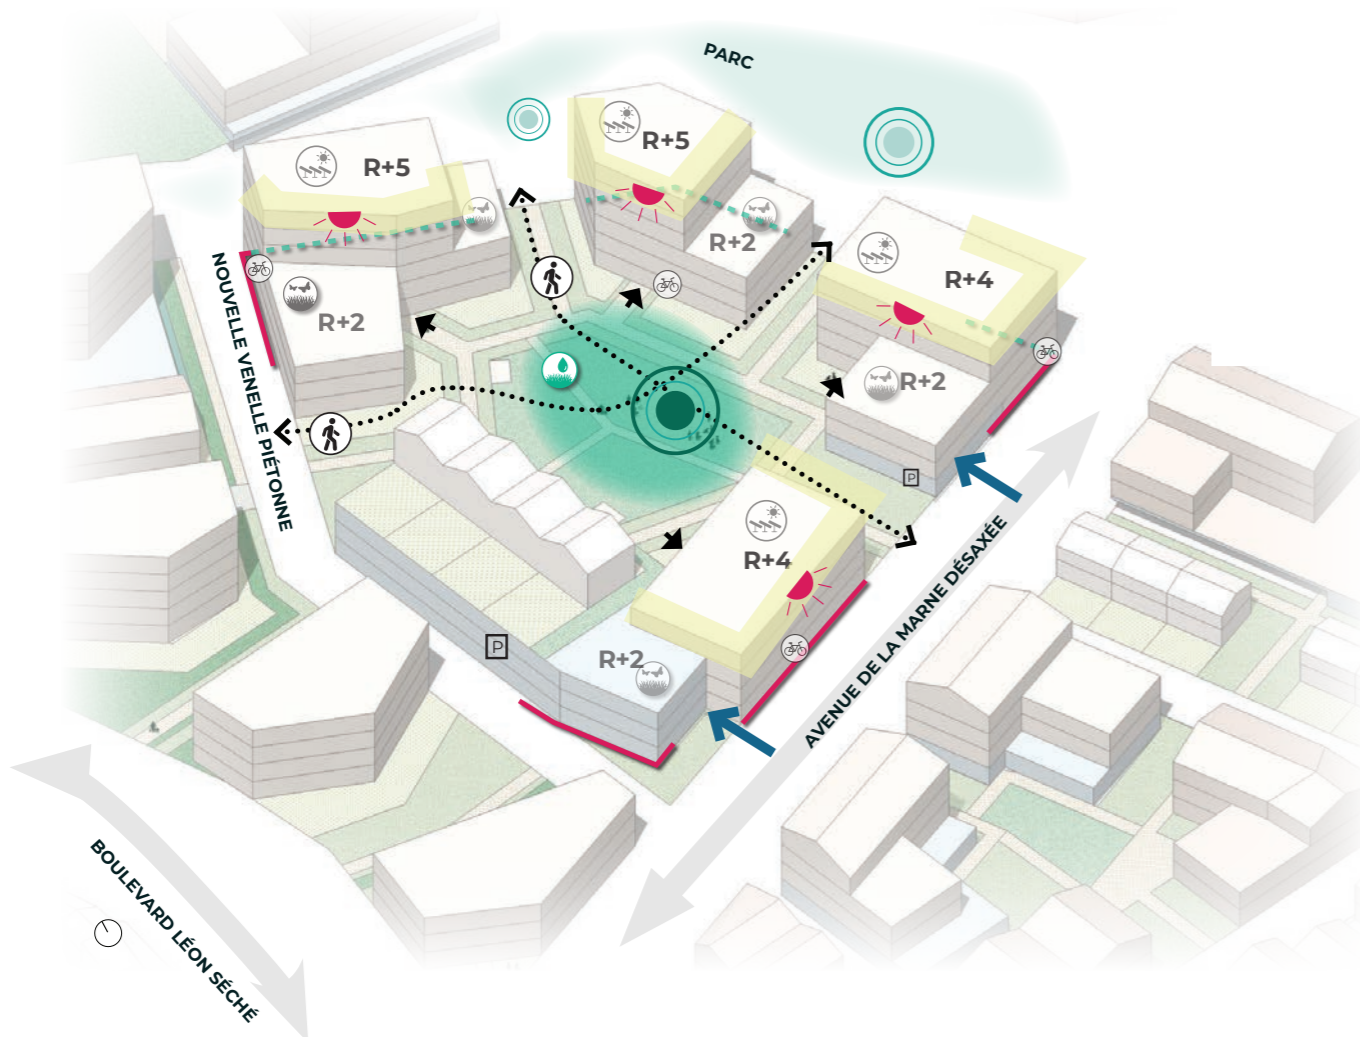 PARC
R+5
R+5
R+2
R+4
R+2
R+2
NOUVELLE VENELLE PIÉTONNE
P
R+4
R+2
P
AVENUE DE LA MARNE DÉSAXÉE
BOULEVARD LÉON SÉCHÉ